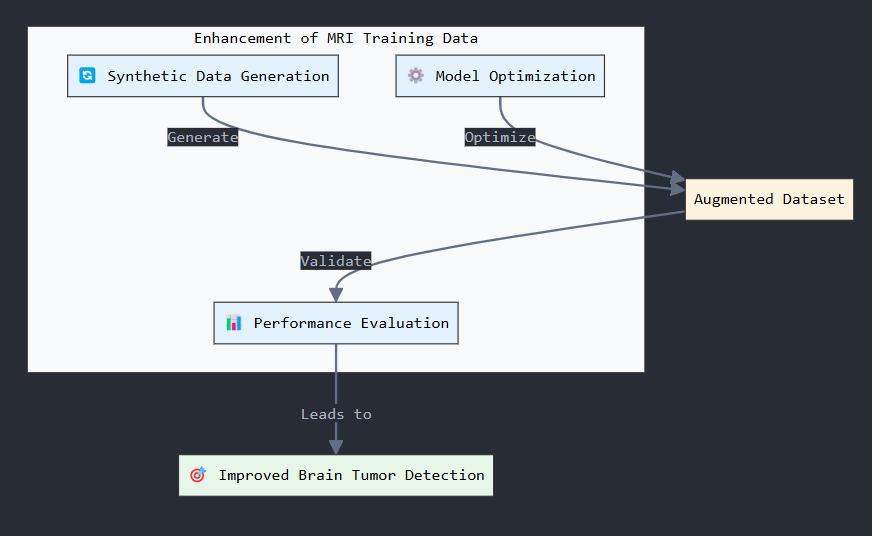 Enhancement of MRI Training Data
Synthetic Data Generation
Model Optimization
Generate
Optimize
Augmented Dataset
Validate
Performance Evaluation
Leads to
Improved Brain Tumor Detection